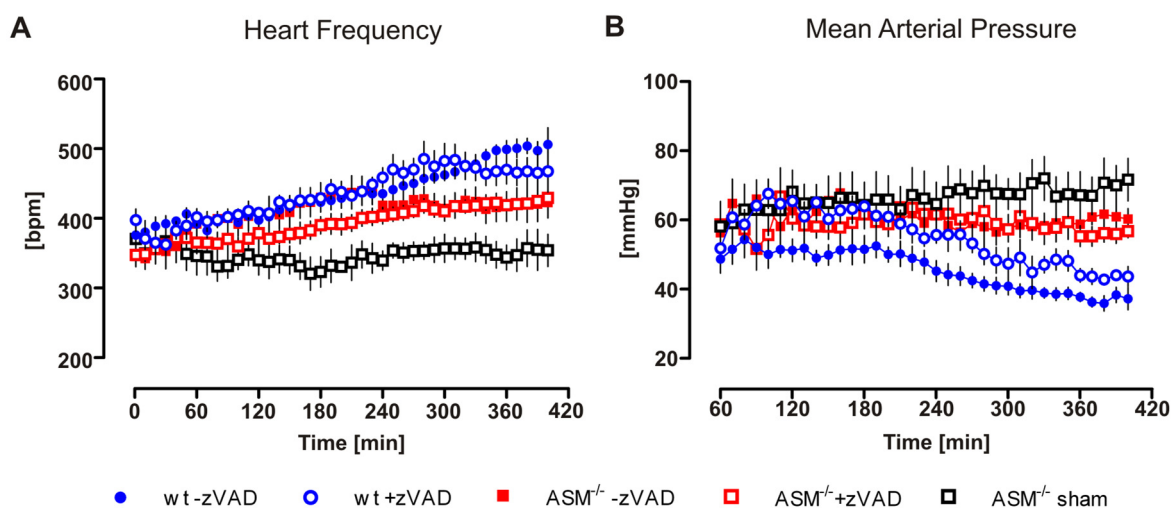 A
Heart Frequency
B
Mean Arterial Pressure
600
500
400
300
200
[bpm]
0
60
120
180
240
300
360
420
Time [min]
100
80
60
40
20
[mmHg]
60
120
180
240
300
360
420
Time [min]
wt -zVAD
wt +zVAD
ASM⁻/⁻ -zVAD
ASM⁻/⁻ +zVAD
ASM⁻/⁻ sham